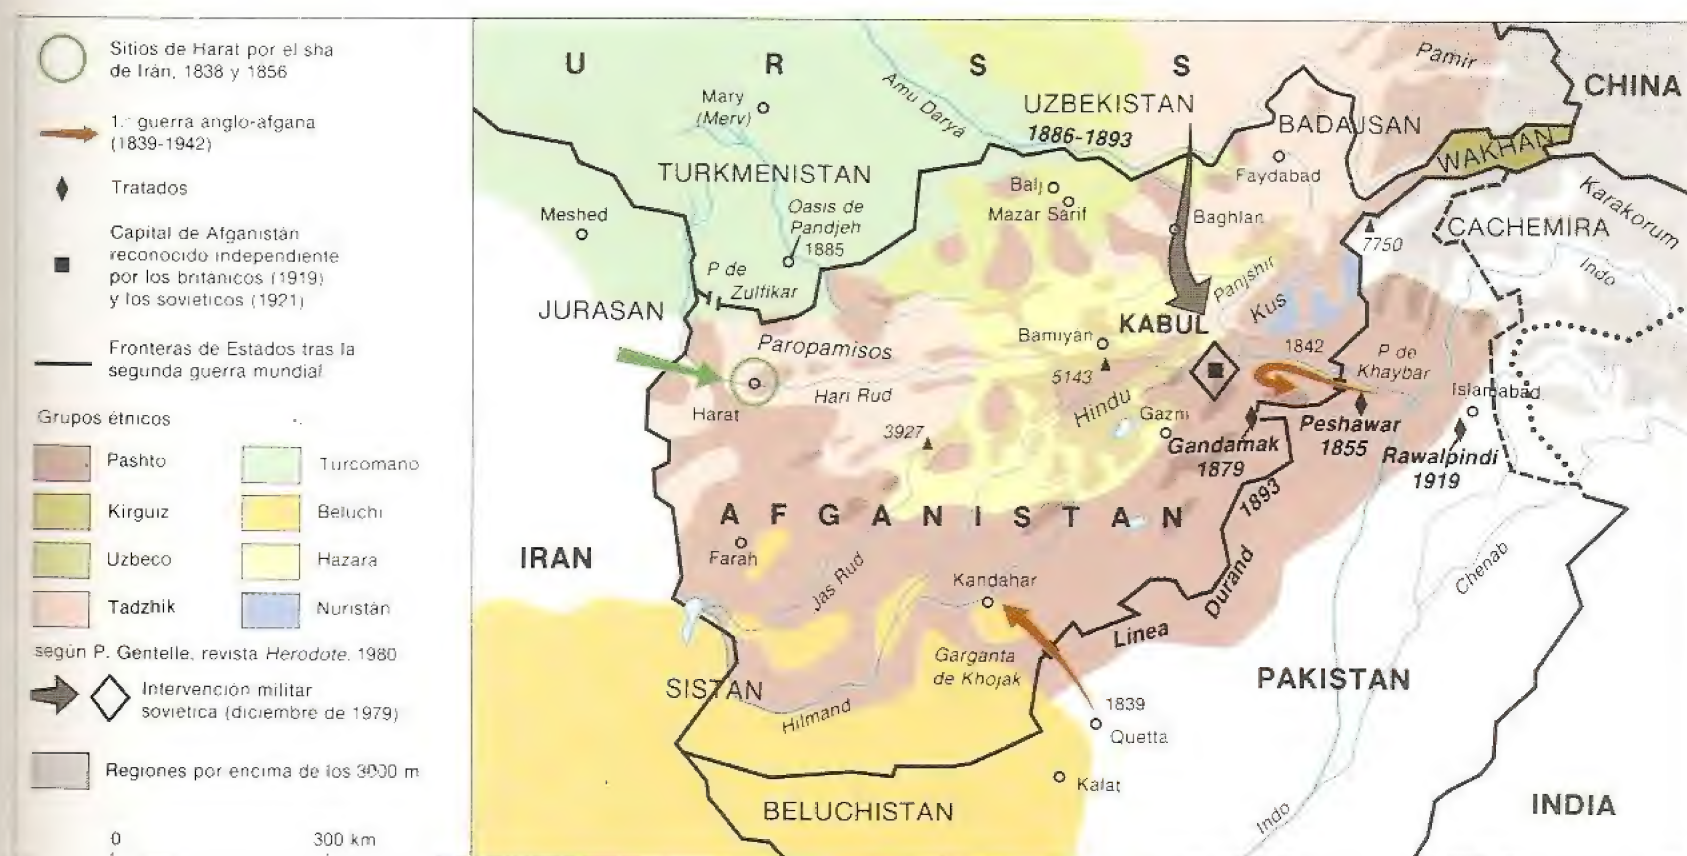 Sitios de Harat por el sha
de Irán, 1838 y 1856
1.ª guerra anglo-afgana
(1839-1942)
Tratados
Capital de Afganistán
reconocido independiente
por los británicos (1919)
y los soviéticos (1921)
Fronteras de Estados tras la
segunda guerra mundial
Grupos étnicos
Pashto
Turcomano
Kirguiz
Beluchi
Uzbeco
Hazara
Tadzhik
Nuristán
según P. Gentelle, revista Herodote, 1980
Intervención militar
soviética (diciembre de 1979)
Regiones por encima de los 3000 m
0 300 km
U R S S
Pamir
CHINA
Mary
(Merv)
Amu Daryá
UZBEKISTAN
1886-1893
BADAJSAN
WAKHAN
TURKMENISTAN
Balj
Mazar Sarif
Faydabad
Karakorum
Meshed
Oasis de
Pandjeh
1885
Baghlan
7750
CACHEMIRA
Indo
P de
Zulfikar
Panjshir
JURASAN
Kus
KABUL
Bamiyán
Paropamisos
1842
P de
Khaybar
5143
Islamabad
Harat
Hari Rud
Hindu
Gazni
3927
Gandamak
1879
Peshawar
1855
Rawalpindi
1919
AFGANISTAN
1893
Farah
IRAN
Jas Rud
Kandahar
Chenab
Linea Durand
Garganta
de Khojak
SISTAN
Hilmand
PAKISTAN
1839
Quetta
Kalat
BELUCHISTAN
Indo
INDIA